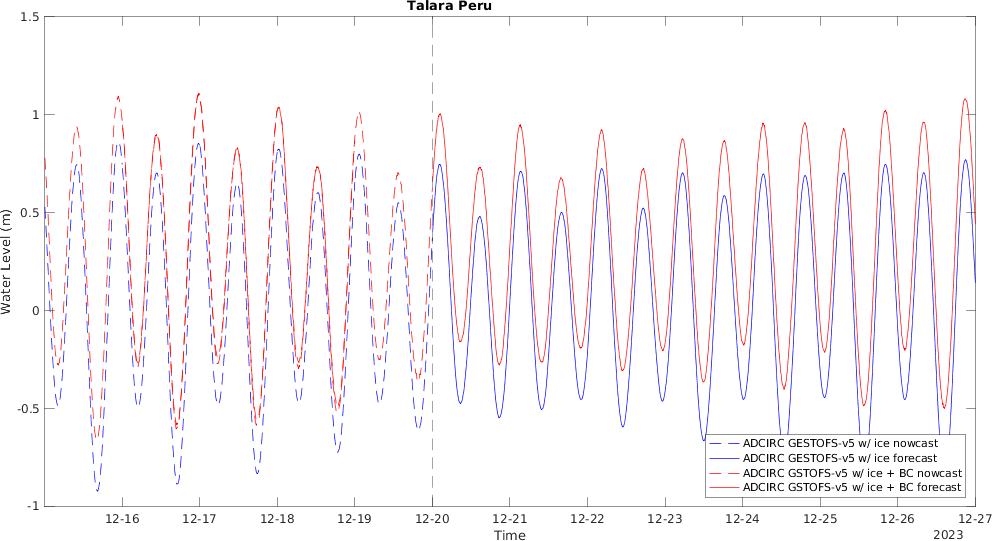 Talara Peru
1.5
1
0.5
0
-0.5
-1
Water Level (m)
ADCIRC GESTOFS-v5 w/ ice nowcast
ADCIRC GESTOFS-v5 w/ ice forecast
ADCIRC GSTOFS-v5 w/ ice + BC nowcast
ADCIRC GSTOFS-v5 w/ ice + BC forecast
12-16 12-17 12-18 12-19 12-20 12-21 12-22 12-23 12-24 12-25 12-26 12-27
Time
2023